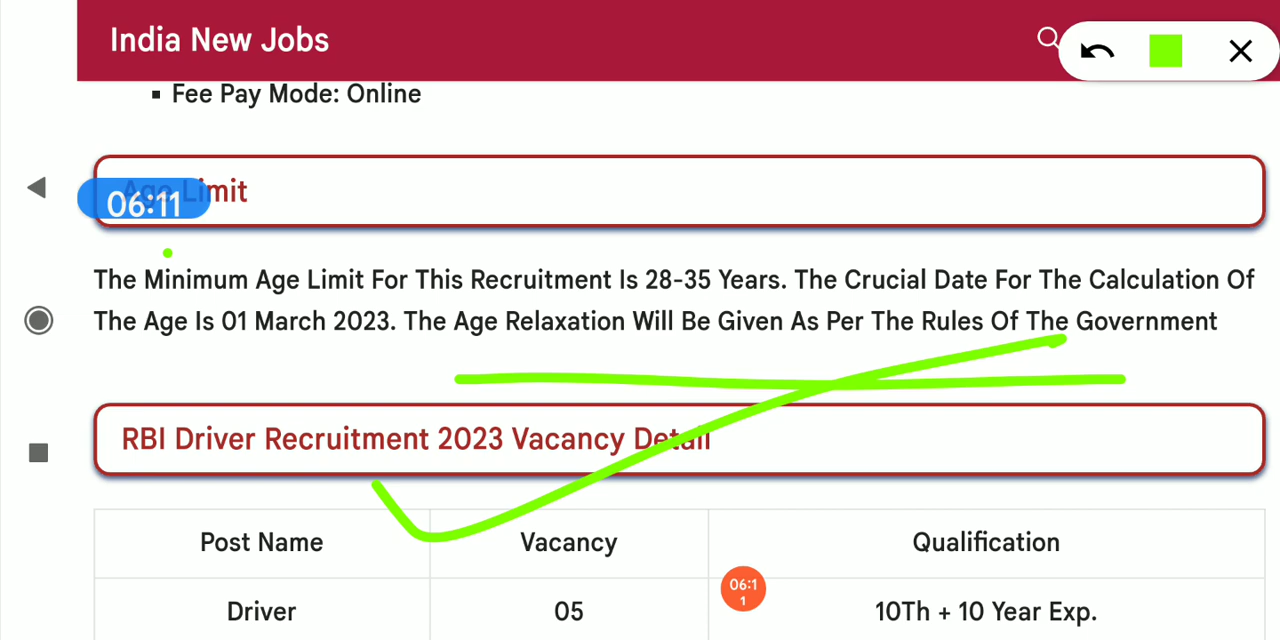 India New Jobs
▪ Fee Pay Mode: Online
Age Limit
06:11
The Minimum Age Limit For This Recruitment Is 28-35 Years. The Crucial Date For The Calculation Of
The Age Is 01 March 2023. The Age Relaxation Will Be Given As Per The Rules Of The Government
RBI Driver Recruitment 2023 Vacancy Detail
Post Name Vacancy Qualification
06:1
1
Driver 05 10Th + 10 Year Exp.